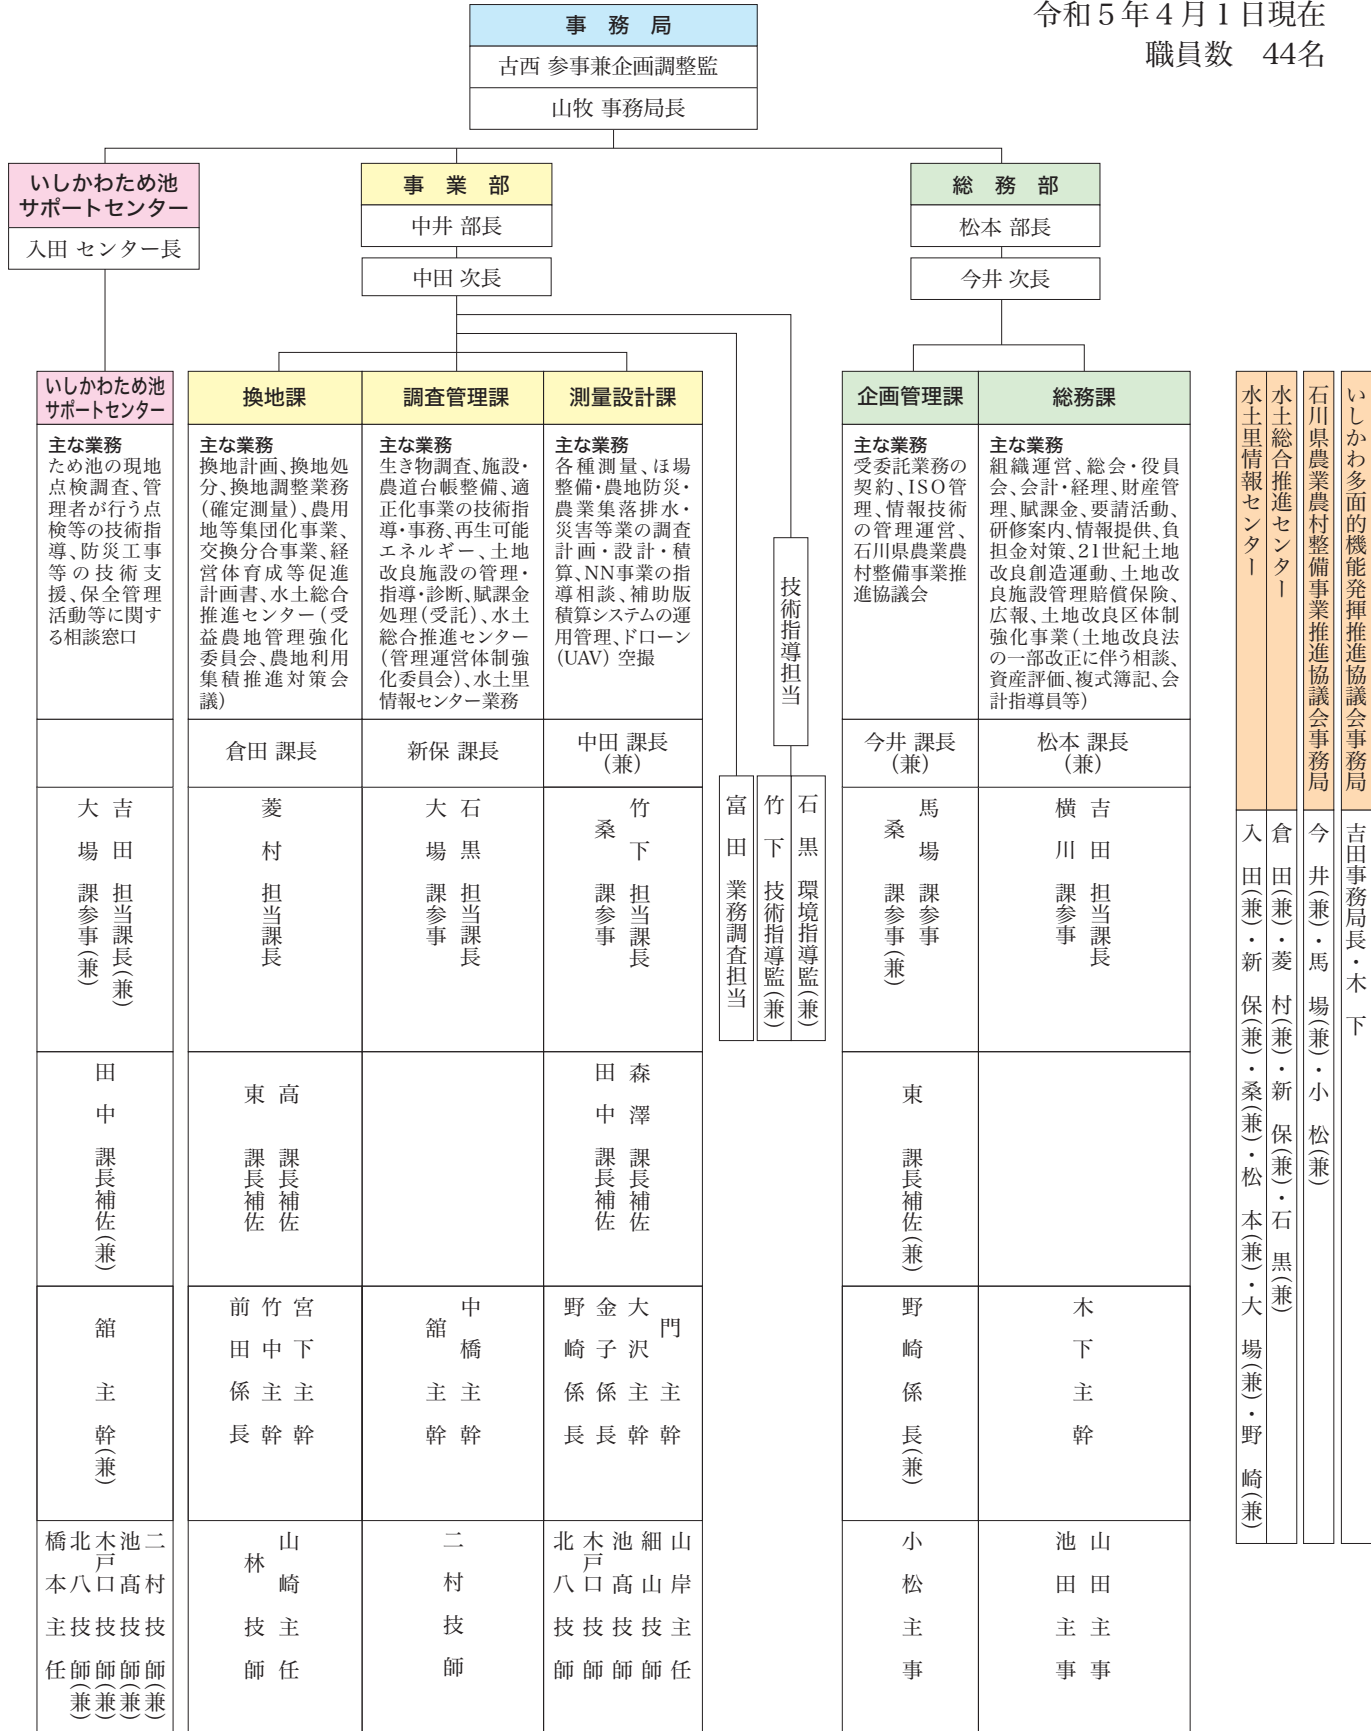 令和５年４月１日現在
職員数　44名
事　務　局
古西 参事兼企画調整監
山牧 事務局長
いしかわため池
サポートセンター
入田 センター長
事　業　部
中井 部長
中田 次長
総　務　部
松本 部長
今井 次長
いしかわため池
サポートセンター
主な業務
ため池の現地
点検調査、管
理者が行う点
検等の技術指
導、防災工事
等の技術支
援、保全管理
活動等に関す
る相談窓口
吉田 担当課長(兼)
大場 課参事(兼)
田中 課長補佐(兼)
舘 主幹(兼)
二村 技師(兼)
池髙 技師(兼)
木戸口 技師(兼)
北八 技師(兼)
橋本 主任
換地課
主な業務
換地計画、換地処
分、換地調整業務
(確定測量)、農用
地等集団化事業、
交換分合事業、経
営体育成等促進
計画書、水土総合
推進センター(受
益農地管理強化
委員会、農地利用
集積推進対策会
議)
倉田 課長
菱村 担当課長
高 課長補佐
東 課長補佐
宮下 主幹
竹中 主幹
前田 係長
山崎 主任
林 技師
調査管理課
主な業務
生き物調査、施設・
農道台帳整備、適
正化事業の技術指
導・事務、再生可能
エネルギー、土地
改良施設の管理・
指導・診断、賦課金
処理(受託)、水土
総合推進センター
(管理運営体制強
化委員会)、水土里
情報センター業務
新保 課長
石黒 担当課長
大場 課参事
中橋 主幹
舘 主幹
二村 技師
測量設計課
主な業務
各種測量、ほ場
整備・農地防災・
農業集落排水・
災害等業の調査
計画・設計・積
算、NN事業の指
導相談、補助版
積算システムの運
用管理、ドローン
(UAV) 空撮
中田 課長
(兼)
竹下 担当課長
桑 課参事
森澤 課長補佐
田中 課長補佐
門 主幹
大沢 主幹
金子 係長
野崎 係長
山岸 主任
細山 技師
池髙 技師
木戸口 技師
北八 技師
技術指導担当
石黒 環境指導監(兼)
竹下 技術指導監(兼)
富田 業務調査担当
企画管理課
主な業務
受委託業務の
契約、ISO管
理、情報技術
の管理運営、
石川県農業農
村整備事業推
進協議会
今井 課長
(兼)
馬場 課参事
桑 課参事(兼)
東 課長補佐(兼)
野崎 係長(兼)
小松 主事
総務課
主な業務
組織運営、総会・役員
会、会計・経理、財産管
理、賦課金、要請活動、
研修案内、情報提供、負
担金対策、21世紀土地
改良創造運動、土地改
良施設管理賠償保険、
広報、土地改良区体制
強化事業(土地改良法
の一部改正に伴う相談、
資産評価、複式簿記、会
計指導員等)
松本 課長
(兼)
吉田 担当課長
横川 課参事
木下 主幹
山田 主事
池田 主事
いしかわ多面的機能発揮推進協議会事務局
吉田事務局長・木　下
石川県農業農村整備事業推進協議会事務局
今　井(兼)・馬　場(兼)・小　松(兼)
水土総合推進センター
倉　田(兼)・菱　村(兼)・新　保(兼)・石　黒(兼)
水土里情報センター
入　田(兼)・新　保(兼)・桑(兼)・松　本(兼)・大　場(兼)・野　崎(兼)